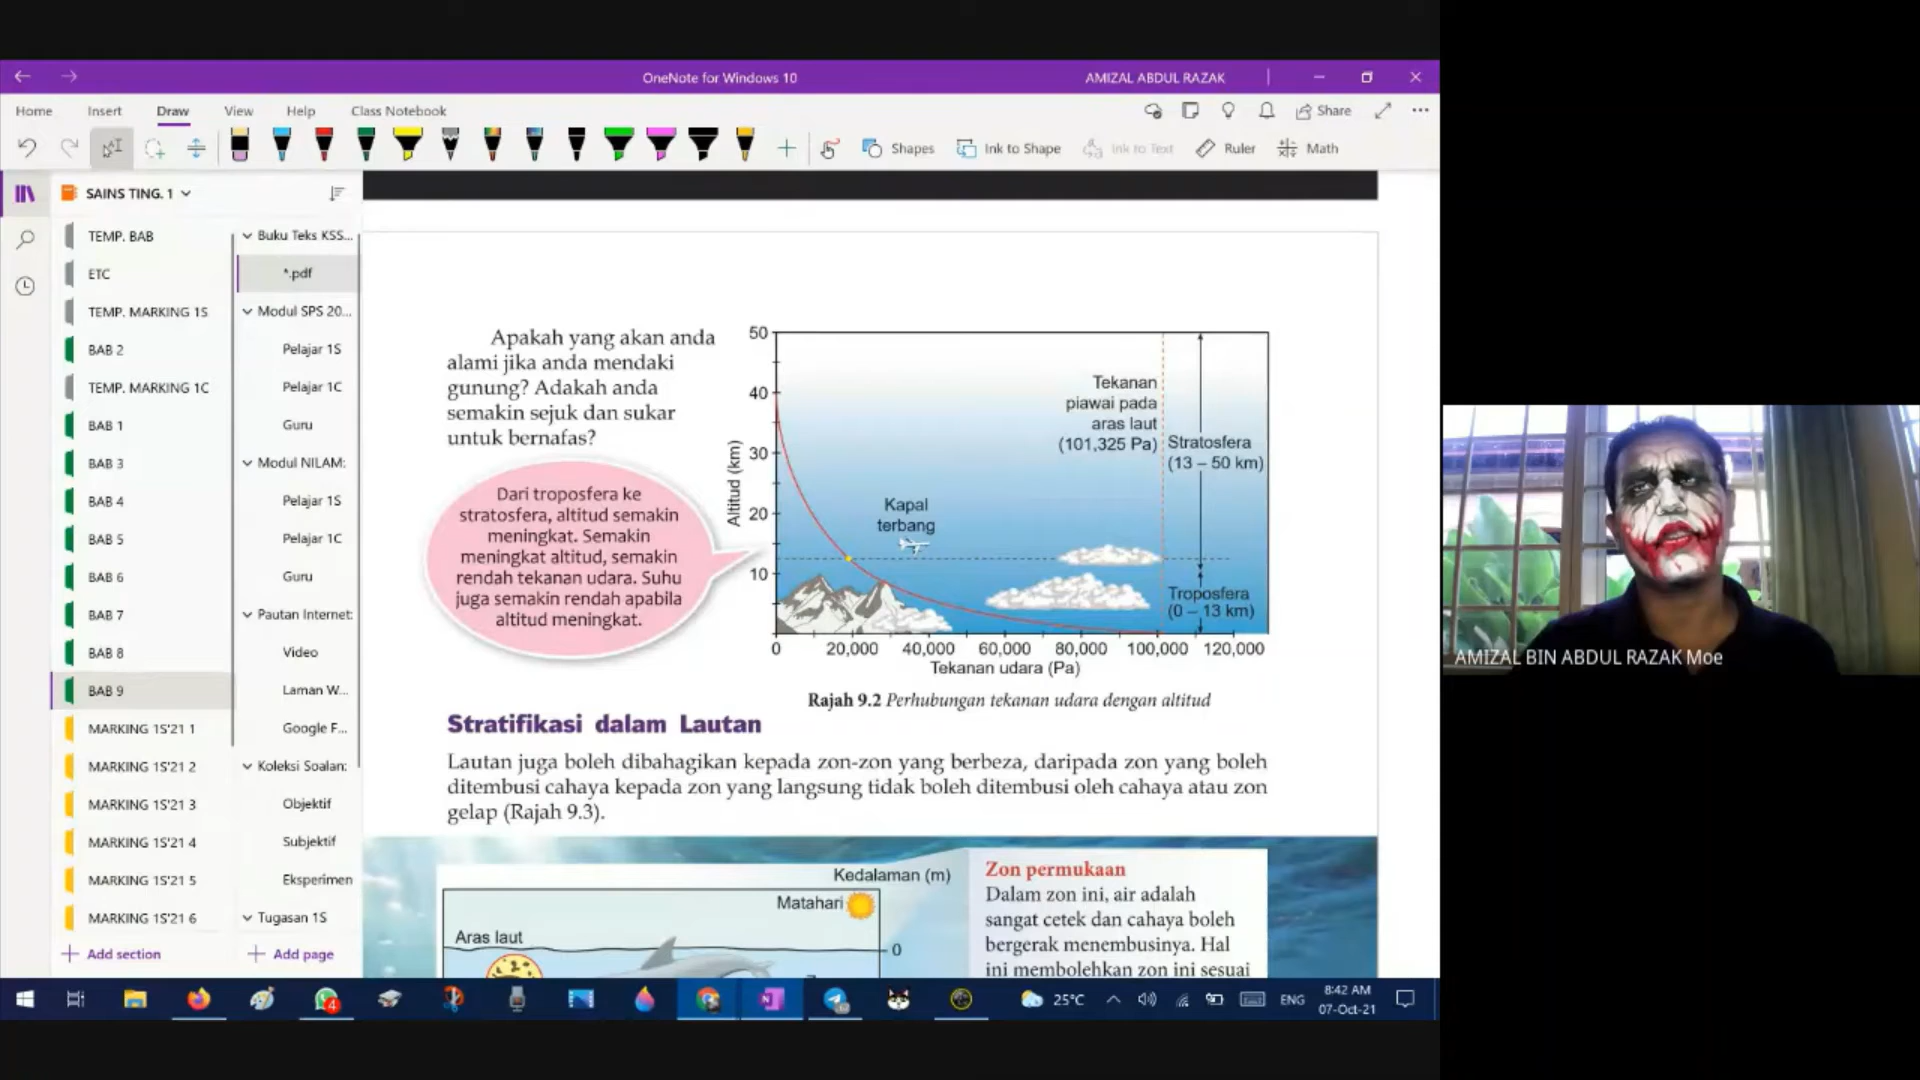 OneNote for Windows 10
AMIZAL ABDUL RAZAK
Home
Insert
Draw
View
Help
Class Notebook
Share
Shapes
Ink to Shape
Ink to Text
Ruler
Math
SAINS TING. 1
TEMP. BAB
ETC
TEMP. MARKING 1S
BAB 2
TEMP. MARKING 1C
BAB 1
BAB 3
BAB 4
BAB 5
BAB 6
BAB 7
BAB 8
BAB 9
MARKING 1S'21 1
MARKING 1S'21 2
MARKING 1S'21 3
MARKING 1S'21 4
MARKING 1S'21 5
MARKING 1S'21 6
Add section
Buku Teks KSS...
*.pdf
Modul SPS 20...
Pelajar 1S
Pelajar 1C
Guru
Modul NILAM:
Pelajar 1S
Pelajar 1C
Guru
Pautan Internet:
Video
Laman W...
Google F...
Koleksi Soalan:
Objektif
Subjektif
Eksperimen
Tugasan 1S
Add page
Apakah yang akan anda
alami jika anda mendaki
gunung? Adakah anda
semakin sejuk dan sukar
untuk bernafas?
Dari troposfera ke
stratosfera, altitud semakin
meningkat. Semakin
meningkat altitud, semakin
rendah tekanan udara. Suhu
juga semakin rendah apabila
altitud meningkat.
Altitud (km)
50
40
30
20
10
0
Tekanan
piawai pada
aras laut
(101,325 Pa)
Stratosfera
(13 – 50 km)
Kapal
terbang
Troposfera
(0 – 13 km)
0 20,000 40,000 60,000 80,000 100,000 120,000
Tekanan udara (Pa)
Rajah 9.2 Perhubungan tekanan udara dengan altitud
Stratifikasi dalam Lautan
Lautan juga boleh dibahagikan kepada zon-zon yang berbeza, daripada zon yang boleh
ditembusi cahaya kepada zon yang langsung tidak boleh ditembusi oleh cahaya atau zon
gelap (Rajah 9.3).
Kedalaman (m)
Matahari
Aras laut
0
Zon permukaan
Dalam zon ini, air adalah
sangat cetek dan cahaya boleh
bergerak menembusinya. Hal
ini membolehkan zon ini sesuai
AMIZAL BIN ABDUL RAZAK Moe
4
25°C
ENG
8:42 AM
07-Oct-21